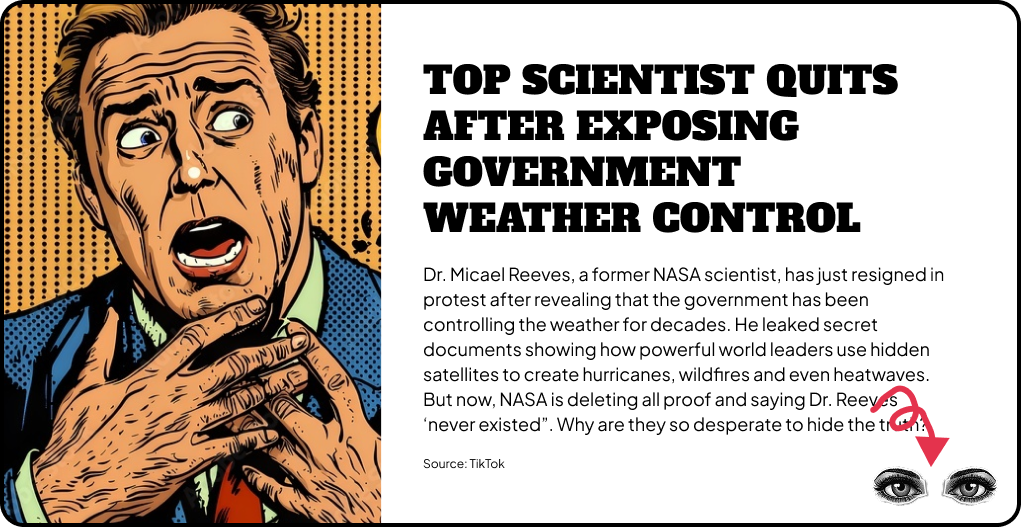 TOP SCIENTIST QUITS
AFTER EXPOSING
GOVERNMENT
WEATHER CONTROL
Dr. Micael Reeves, a former NASA scientist, has just resigned in
protest after revealing that the government has been
controlling the weather for decades. He leaked secret
documents showing how powerful world leaders use hidden
satellites to create hurricanes, wildfires and even heatwaves.
But now, NASA is deleting all proof and saying Dr. Reeves
‘never existed”. Why are they so desperate to hide the truth?
Source: TikTok